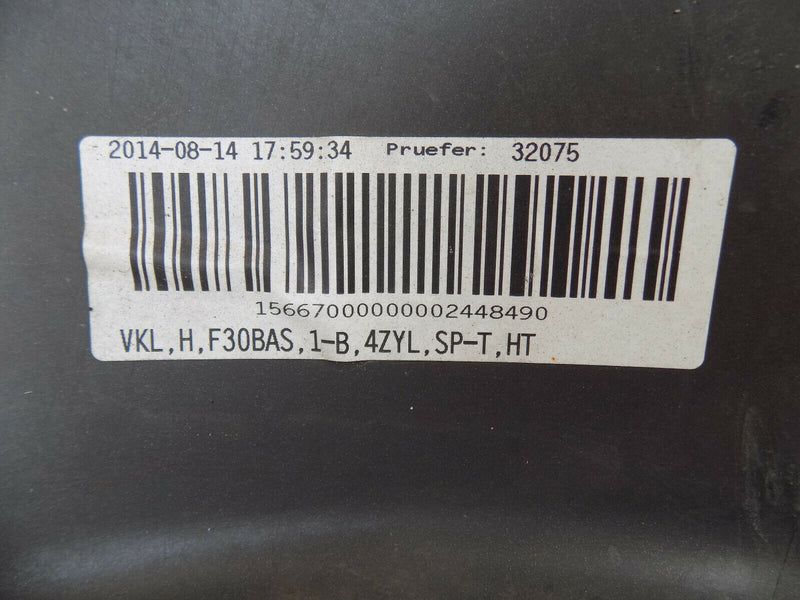 2014-08-14 17:59:34 Pruefer: 32075
15667000000002448490
VKL,H,F30BAS,1-B,4ZYL,SP-T,HT